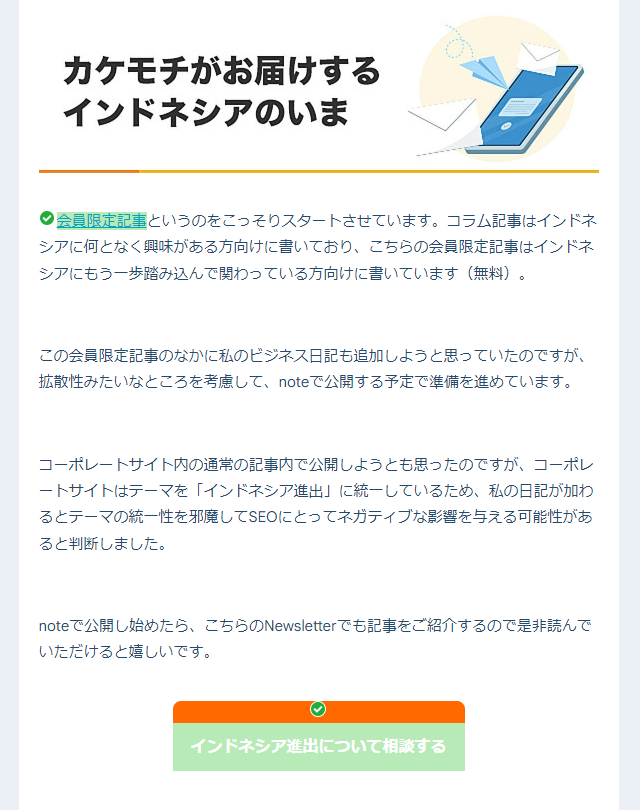 カケモチがお届けする
インドネシアのいま
会員限定記事というのをこっそりスタートさせています。コラム記事はインドネ
シアに何となく興味がある方向けに書いており、こちらの会員限定記事はインドネ
シアにもう一歩踏み込んで関わっている方向けに書いています（無料）。
この会員限定記事のなかに私のビジネス日記も追加しようと思っていたのですが、
拡散性みたいなところを考慮して、noteで公開する予定で準備を進めています。
コーポレートサイト内の通常の記事内で公開しようとも思ったのですが、コーポレ
ートサイトはテーマを「インドネシア進出」に統一しているため、私の日記が加わ
るとテーマの統一性を邪魔してSEOにとってネガティブな影響を与える可能性があ
ると判断しました。
noteで公開し始めたら、こちらのNewsletterでも記事をご紹介するので是非読んで
いただけると嬉しいです。
インドネシア進出について相談する